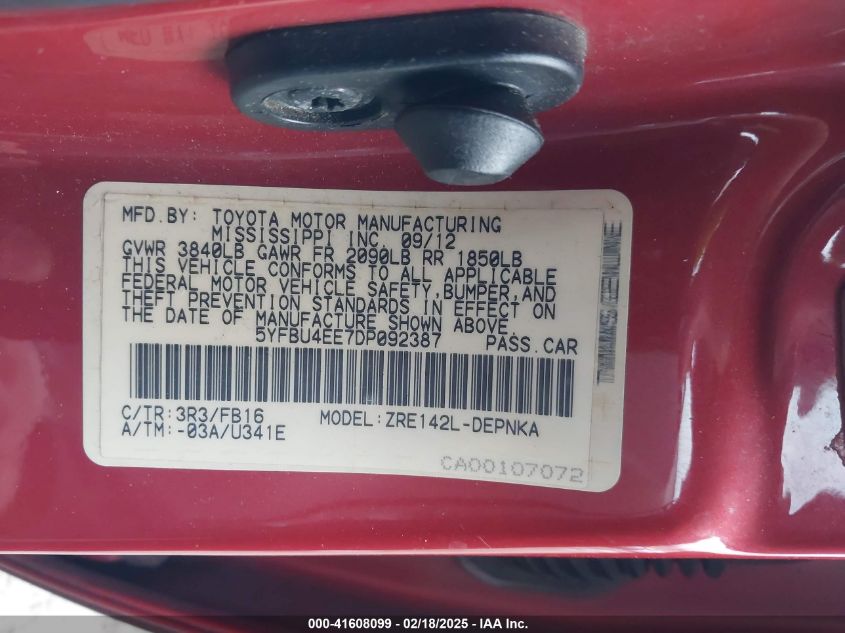 MFD.BY: TOYOTA MOTOR MANUFACTURING
MISSISSIPPI INC. 09/12
GVWR 3840LB GAWR FR 2090LB RR 1850LB
THIS VEHICLE CONFORMS TO ALL APPLICABLE
FEDERAL MOTOR VEHICLE SAFETY,BUMPER,AND
THEFT PREVENTION STANDARDS IN EFFECT ON
THE DATE OF MANUFACTURE SHOWN ABOVE.
5YFBU4EE7DP092387 PASS.CAR
C/TR:3R3/FB16 MODEL:ZRE142L-DEPNKA
A/TM:-03A/U341E
CA00107072
000-41608099 - 02/18/2025 - IAA Inc.